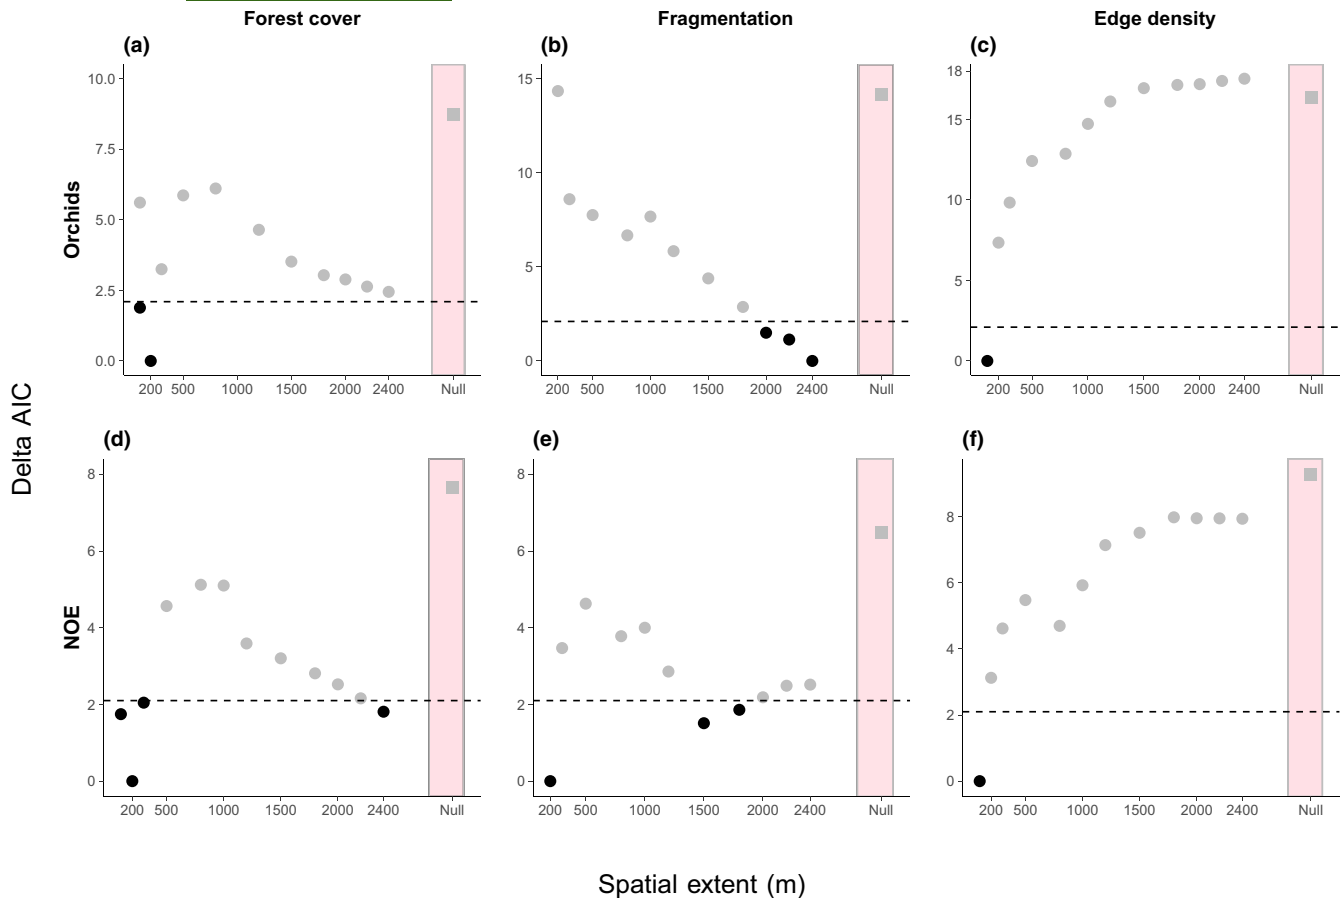 Forest cover Fragmentation Edge density
(a) (b) (c)
Orchids
10.0
7.5
5.0
2.5
0.0
200 500 1000 1500 2000 2400 Null
15
10
5
0
200 500 1000 1500 2000 2400 Null
18
15
10
5
0
200 500 1000 1500 2000 2400 Null
Delta AIC
(d) (e) (f)
NOE
8
6
4
2
0
200 500 1000 1500 2000 2400 Null
8
6
4
2
0
200 500 1000 1500 2000 2400 Null
8
6
4
2
0
200 500 1000 1500 2000 2400 Null
Spatial extent (m)